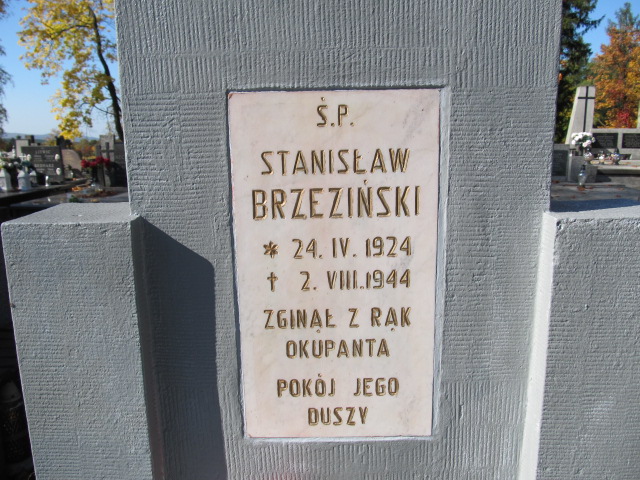 Ś.P.
STANISŁAW
BRZEZIŃSKI
* 24. IV. 1924
† 2. VIII. 1944
ZGINĄŁ Z RĄK
OKUPANTA
POKÓJ JEGO
DUSZY